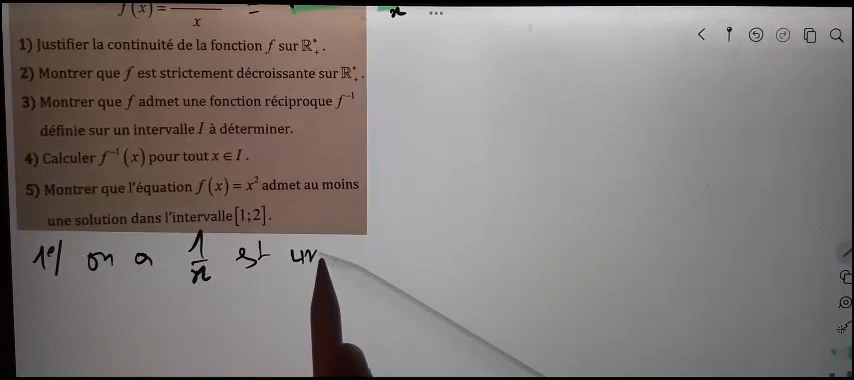 f(x)= =
x x ...
1) Justifier la continuité de la fonction f sur ℝ*₊.
2) Montrer que f est strictement décroissante sur ℝ*₊.
3) Montrer que f admet une fonction réciproque f⁻¹
définie sur un intervalle I à déterminer.
4) Calculer f⁻¹(x) pour tout x ∈ I.
5) Montrer que l'équation f(x) = x² admet au moins
une solution dans l'intervalle [1;2].
1°/ on a 1/x est un